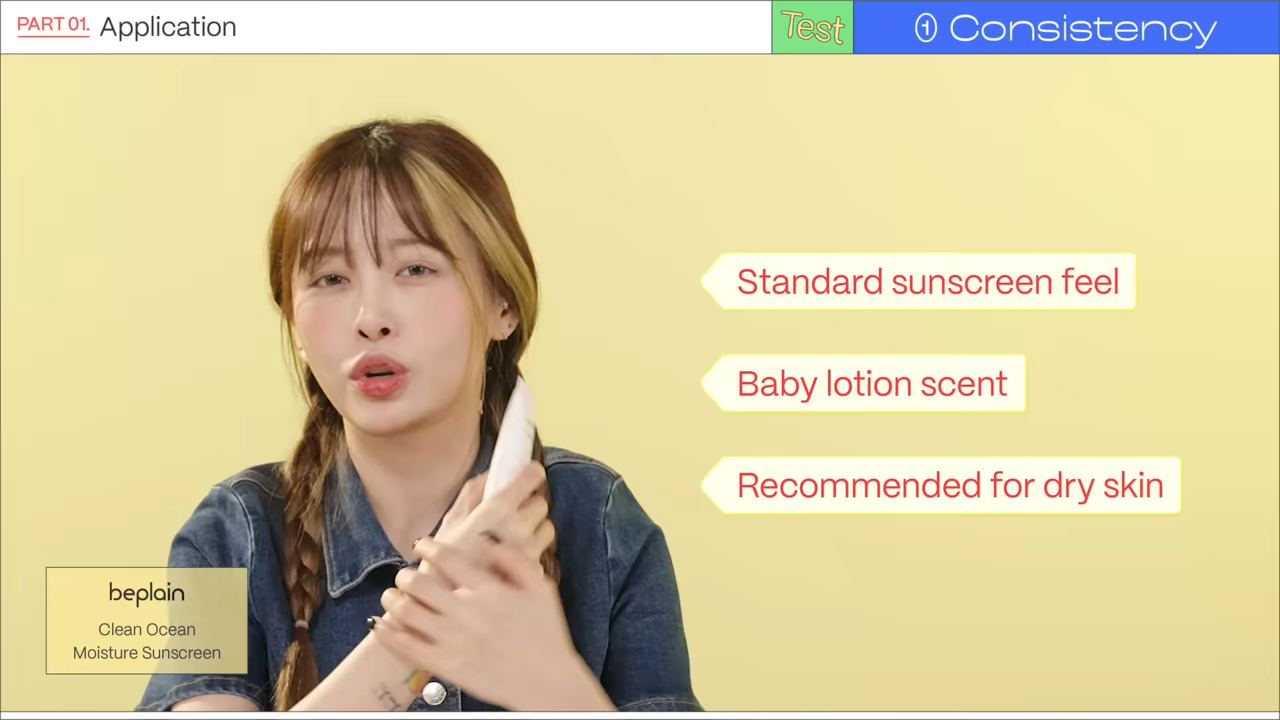 PART 01. Application
Test
① Consistency
Standard sunscreen feel
Baby lotion scent
Recommended for dry skin
beplain
Clean Ocean
Moisture Sunscreen